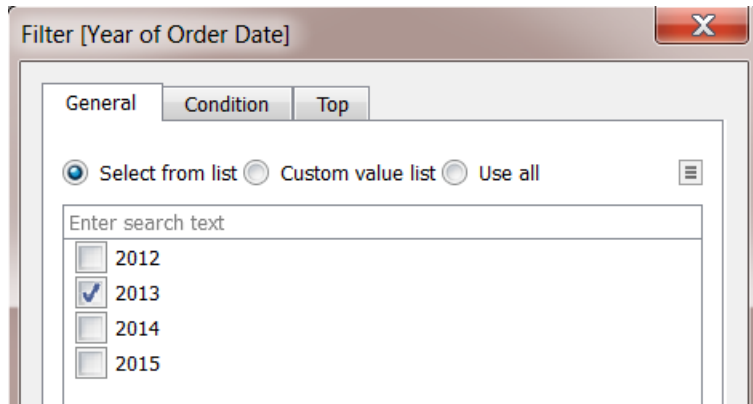 Filter [Year of Order Date]
General Condition Top
Select from list Custom value list Use all
Enter search text
2012
2013
2014
2015